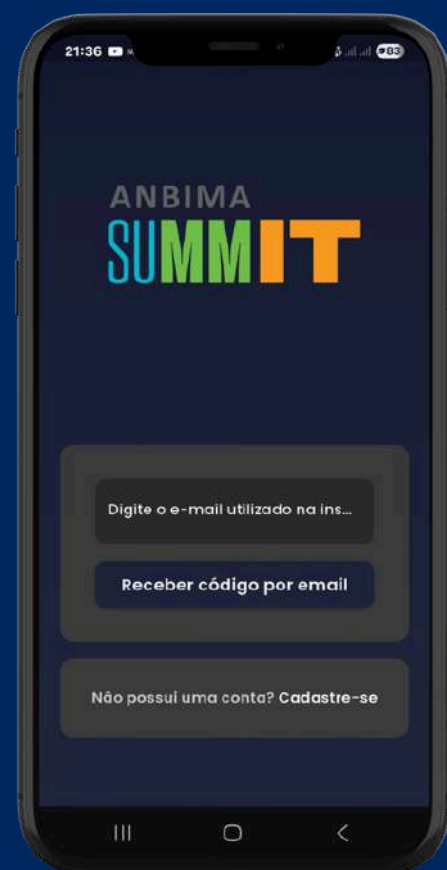 21:36
83
ANBIMA
SUMMIT
Digite o e-mail utilizado na ins...
Receber código por email
Não possui uma conta? Cadastre-se